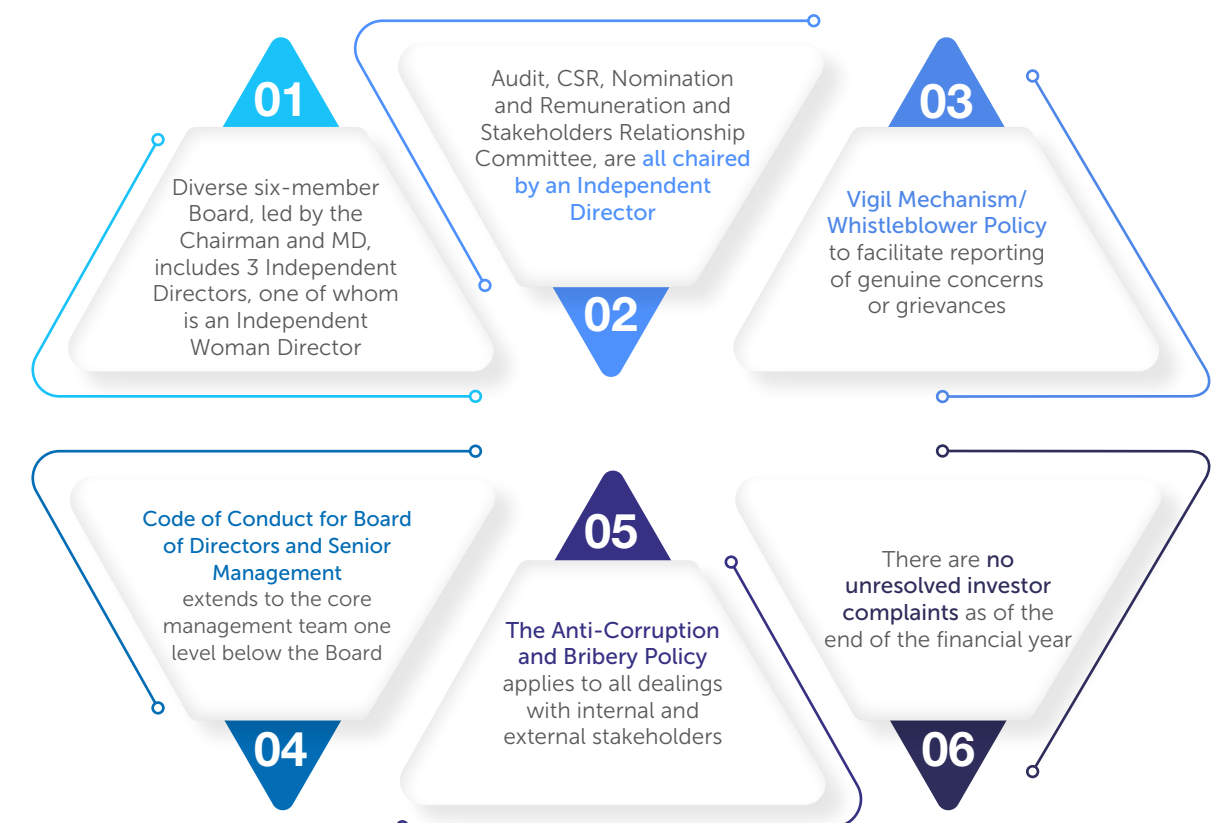 01
Diverse six-member
Board, led by the
Chairman and MD,
includes 3 Independent
Directors, one of whom
is an Independent
Woman Director
Audit, CSR, Nomination
and Remuneration and
Stakeholders Relationship
Committee, are all chaired
by an Independent
Director
02
03
Vigil Mechanism/
Whistleblower Policy
to facilitate reporting
of genuine concerns
or grievances
Code of Conduct for Board
of Directors and Senior
Management
extends to the core
management team one
level below the Board
04
05
The Anti-Corruption
and Bribery Policy
applies to all dealings
with internal and
external stakeholders
There are no
unresolved investor
complaints as of the
end of the financial year
06